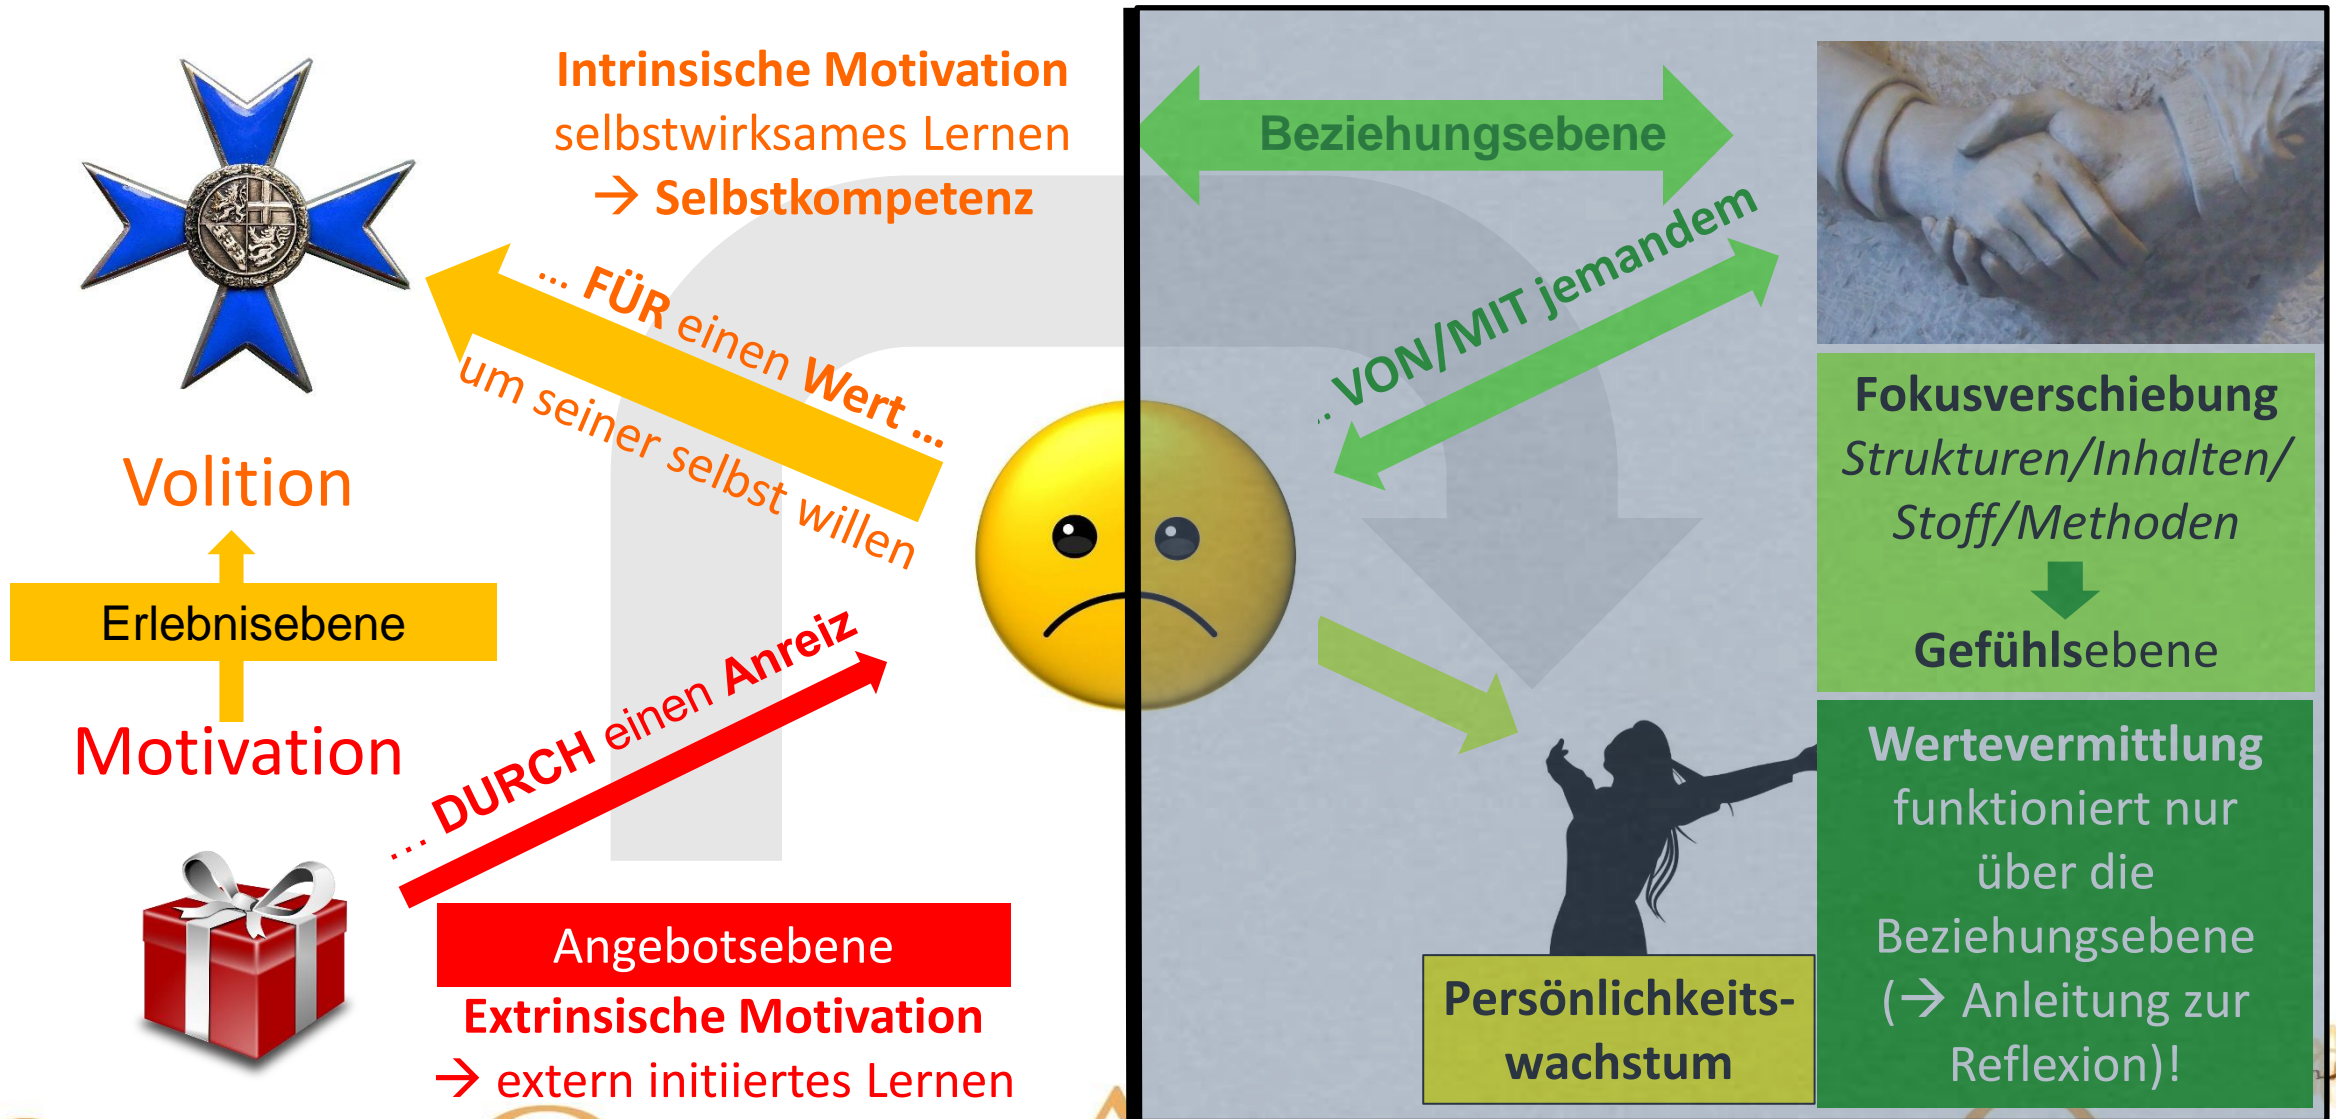 Intrinsische Motivation
selbstwirksames Lernen
→ Selbstkompetenz
... FÜR einen Wert ...
um seiner selbst willen
Volition
Erlebnisebene
Motivation
... DURCH einen Anreiz
Angebotsebene
Extrinsische Motivation
→ extern initiiertes Lernen
Beziehungsebene
.. VON/MIT jemandem
Fokusverschiebung
Strukturen/Inhalten/
Stoff/Methoden
Gefühlsebene
Persönlichkeits-
wachstum
Wertevermittlung
funktioniert nur
über die
Beziehungsebene
(→ Anleitung zur
Reflexion)!